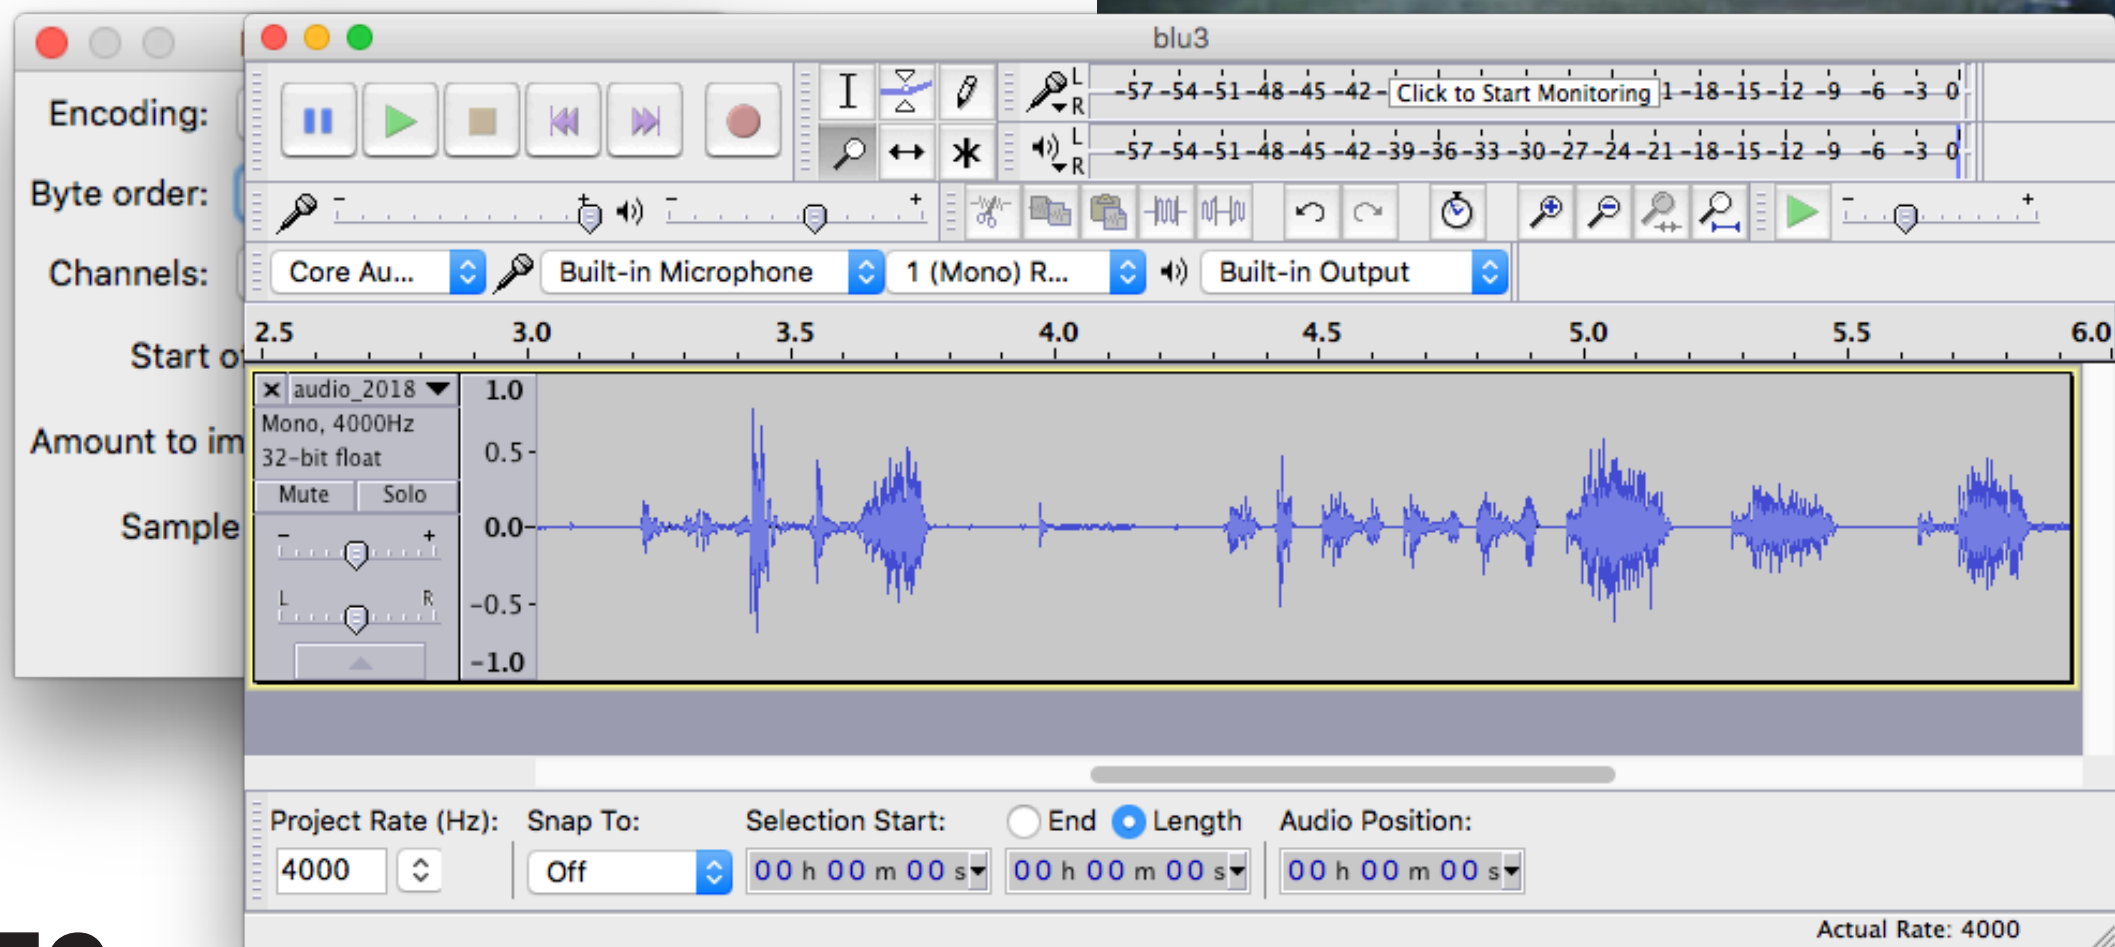 blu3
Encoding:
Byte order:
Channels:
Start of
Amount to im
Sample
L
R
-57 -54 -51 -48 -45 -42 - Click to Start Monitoring 1 -18 -15 -12 -9 -6 -3 0
L
R
-57 -54 -51 -48 -45 -42 -39 -36 -33 -30 -27 -24 -21 -18 -15 -12 -9 -6 -3 0
- + - + - +
Core Au... Built-in Microphone 1 (Mono) R... Built-in Output
2.5 3.0 3.5 4.0 4.5 5.0 5.5 6.0
audio_2018
Mono, 4000Hz
32-bit float
Mute Solo
- +
L R
1.0
0.5
0.0
-0.5
-1.0
Project Rate (Hz): Snap To: Selection Start: End Length Audio Position:
4000 Off 00 h 00 m 00 s 00 h 00 m 00 s 00 h 00 m 00 s
Actual Rate: 4000